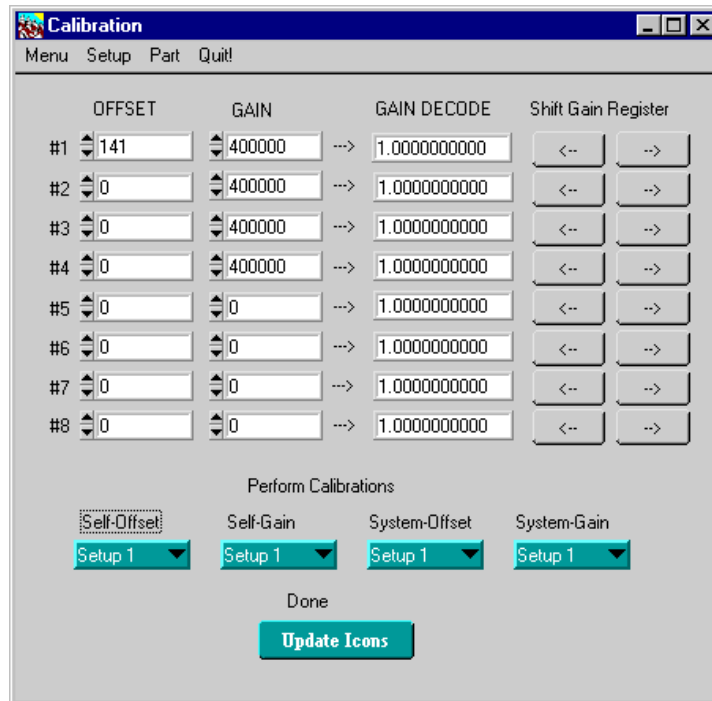 Calibration
Menu Setup Part Quit!
OFFSET GAIN GAIN DECODE Shift Gain Register
#1 141 400000 ---> 1.0000000000 <-- -->
#2 0 400000 ---> 1.0000000000 <-- -->
#3 0 400000 ---> 1.0000000000 <-- -->
#4 0 400000 ---> 1.0000000000 <-- -->
#5 0 0 ---> 1.0000000000 <-- -->
#6 0 0 ---> 1.0000000000 <-- -->
#7 0 0 ---> 1.0000000000 <-- -->
#8 0 0 ---> 1.0000000000 <-- -->
Perform Calibrations
Self-Offset Self-Gain System-Offset System-Gain
Setup 1 Setup 1 Setup 1 Setup 1
Done
Update Icons